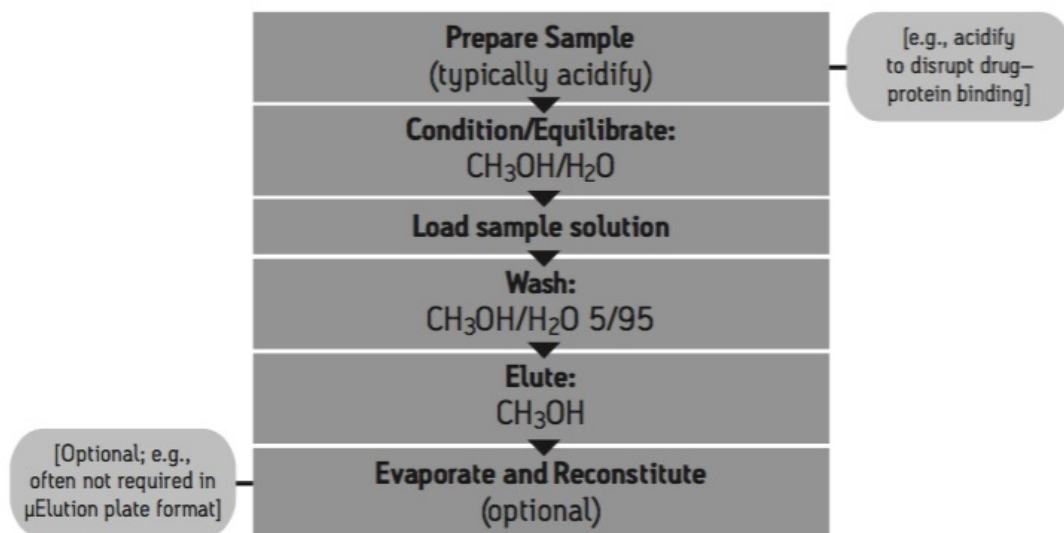 Prepare Sample
(typically acidify)
[e.g., acidify
to disrupt drug–
protein binding]
Condition/Equilibrate:
CH₃OH/H₂O
Load sample solution
Wash:
CH₃OH/H₂O 5/95
Elute:
CH₃OH
[Optional; e.g.,
often not required in
µElution plate format]
Evaporate and Reconstitute
(optional)